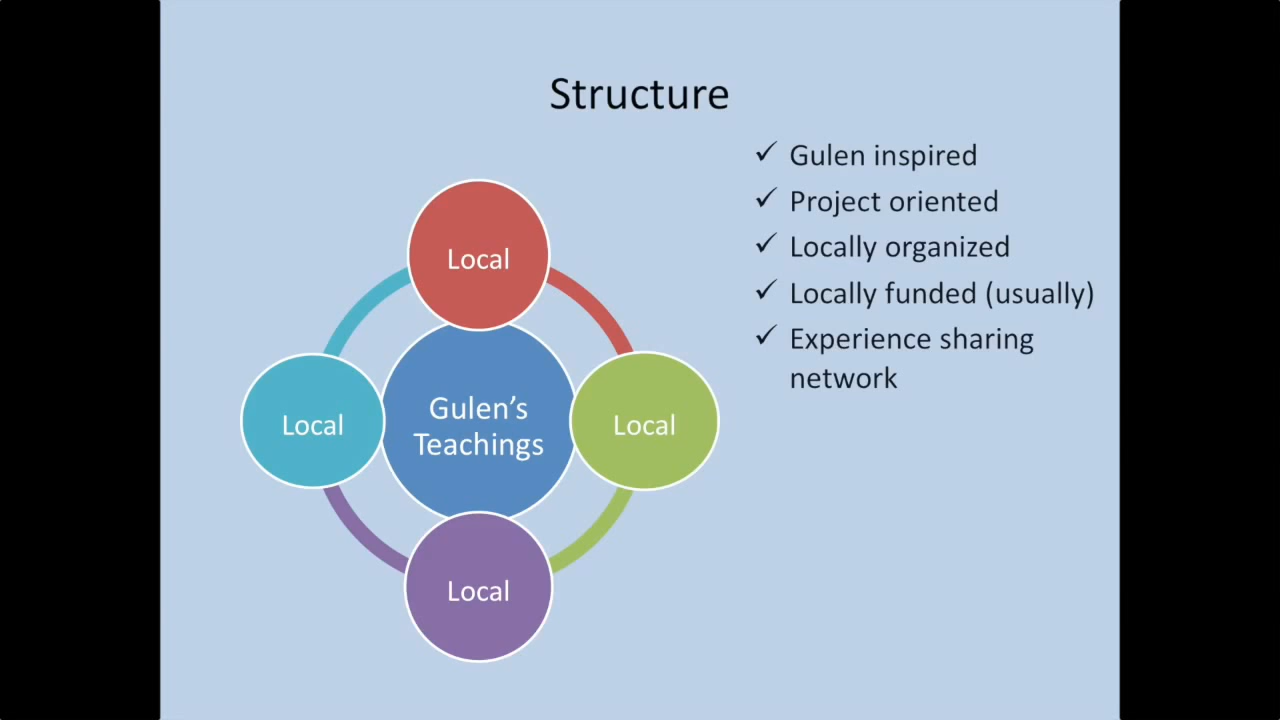 Structure
Gulen inspired
Project oriented
Locally organized
Locally funded (usually)
Experience sharing
network
Local
Local
Gulen’s
Teachings
Local
Local